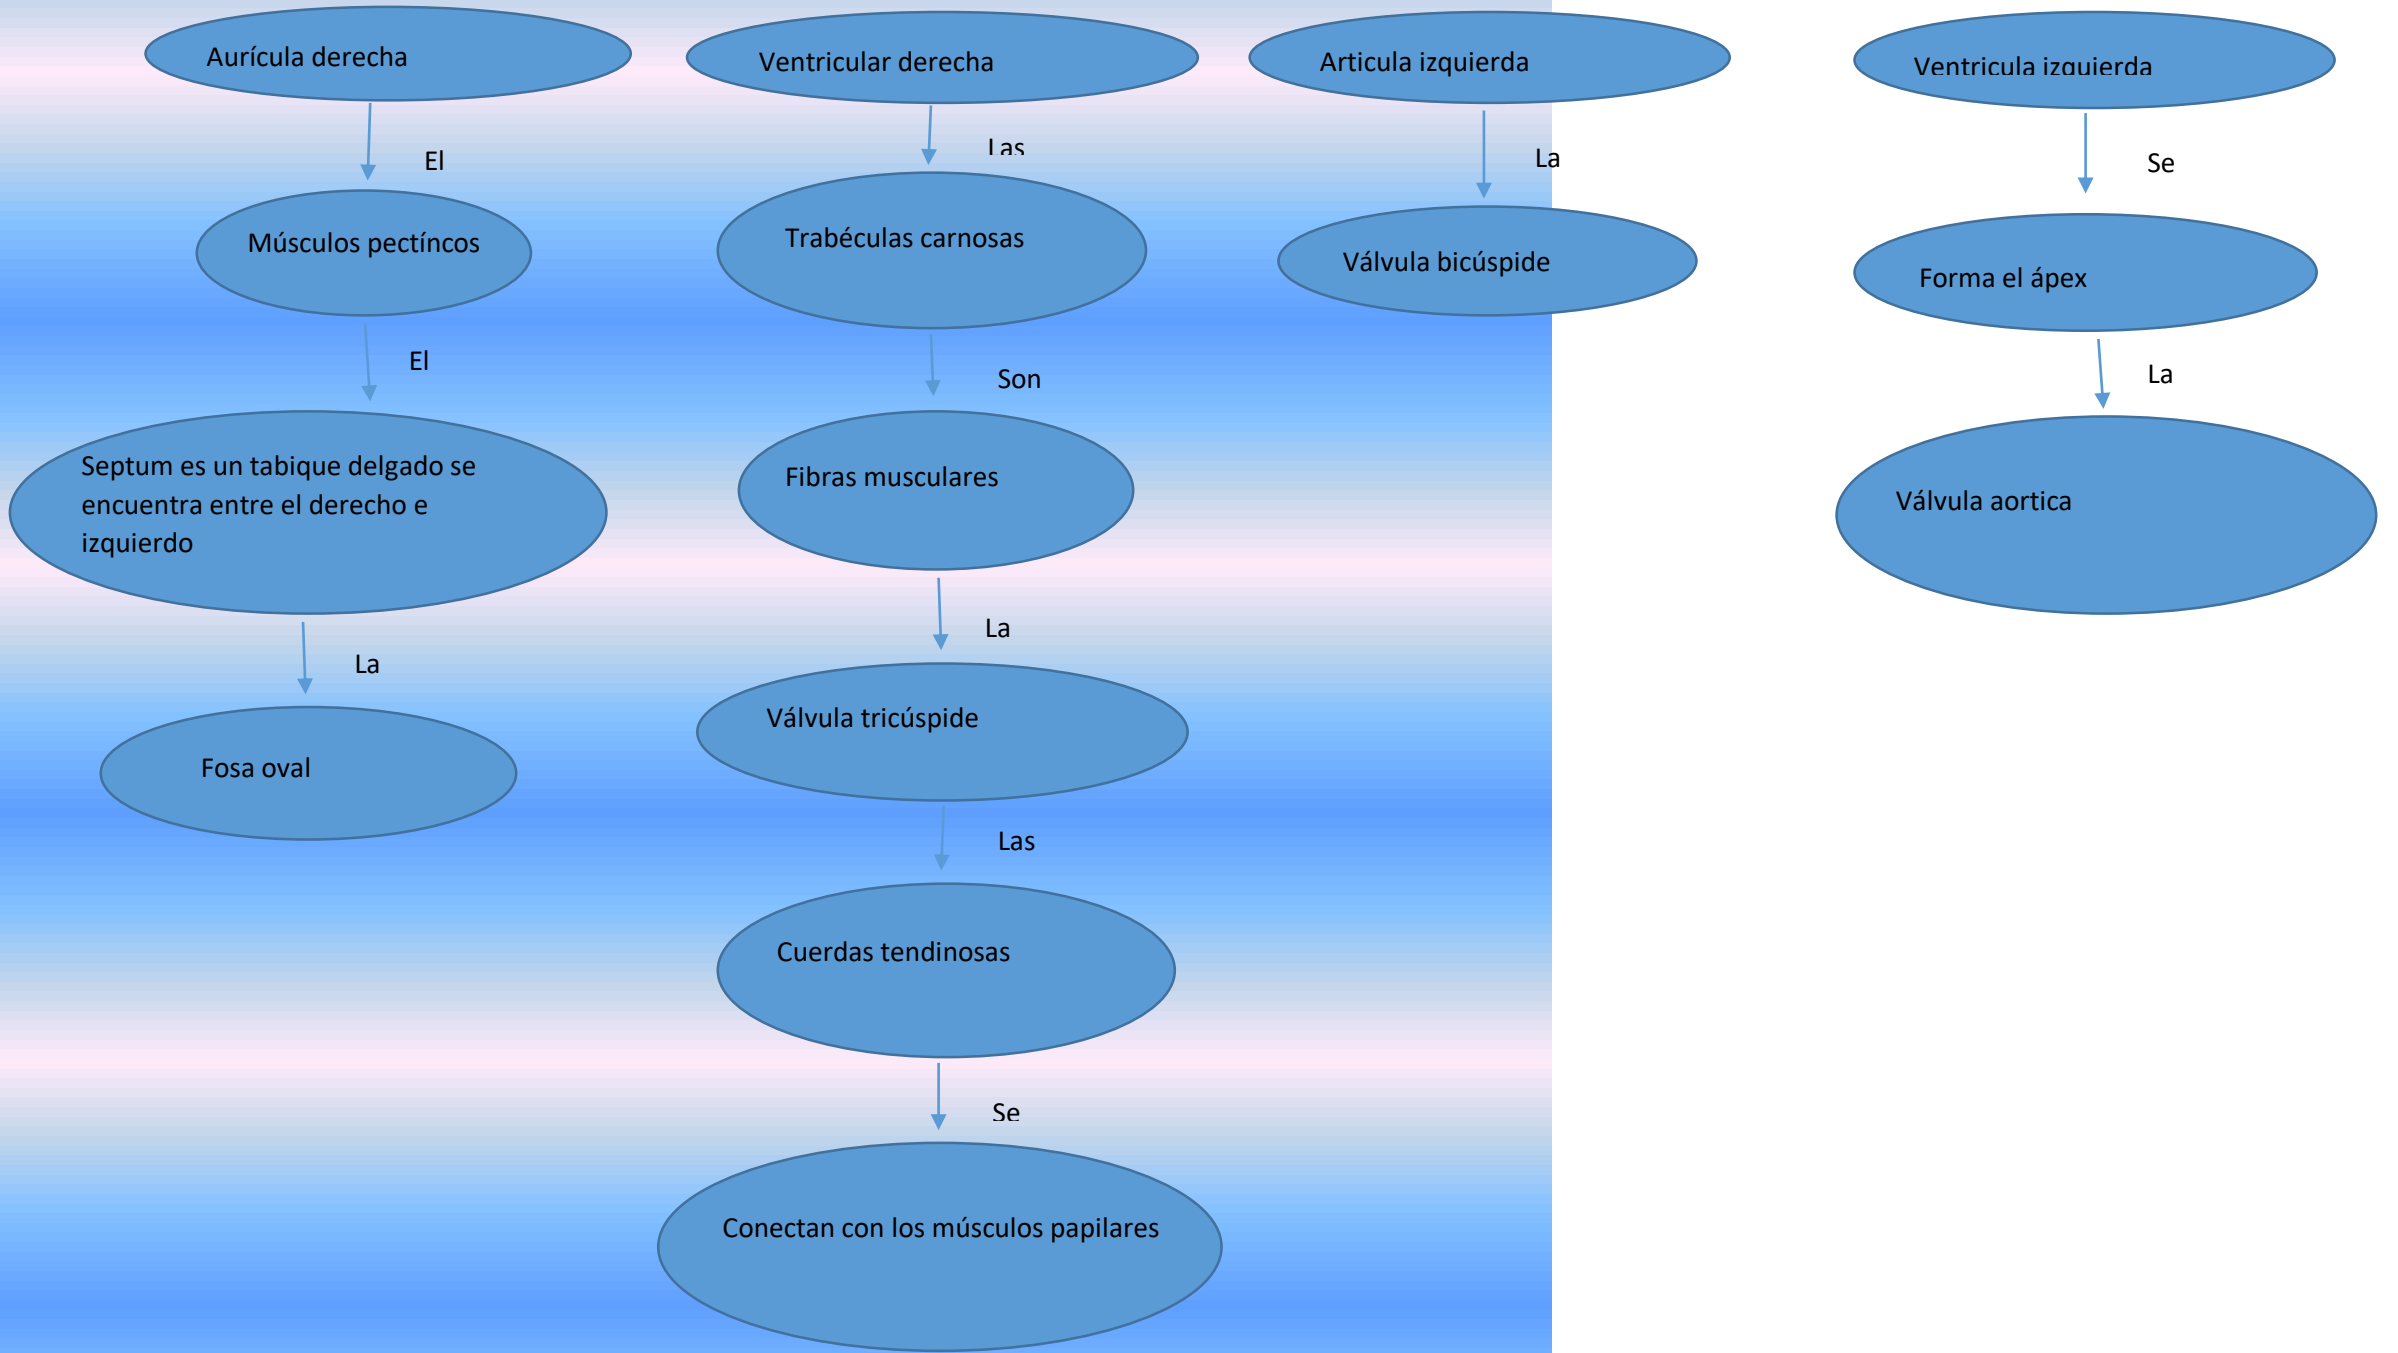 Aurícula derecha
El
Músculos pectíncos
El
Septum es un tabique delgado se
encuentra entre el derecho e
izquierdo
La
Fosa oval
Ventricular derecha
Las
Trabéculas carnosas
Son
Fibras musculares
La
Válvula tricúspide
Las
Cuerdas tendinosas
Se
Conectan con los músculos papilares
Articula izquierda
La
Válvula bicúspide
Ventricula izquierda
Se
Forma el ápex
La
Válvula aortica